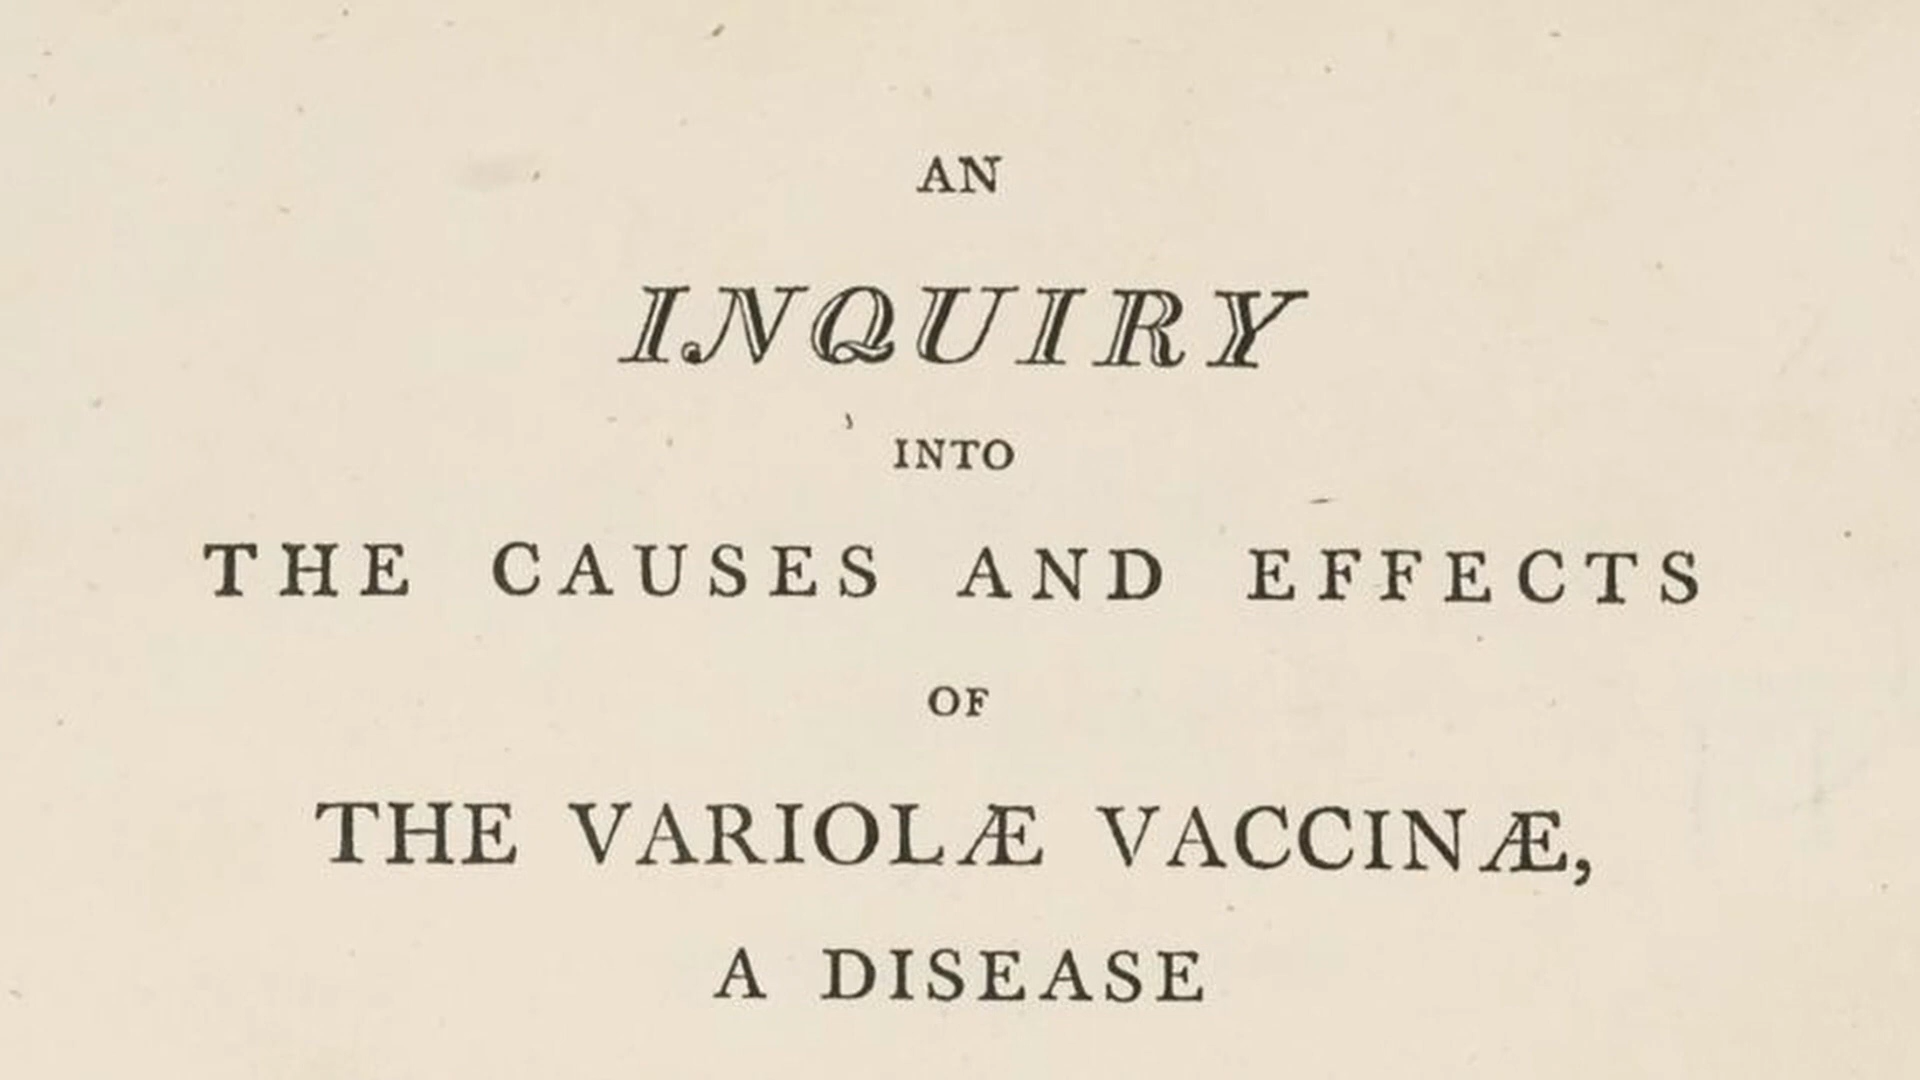 AN
INQUIRY
INTO
THE CAUSES AND EFFECTS
OF
THE VARIOLÆ VACCINÆ,
A DISEASE